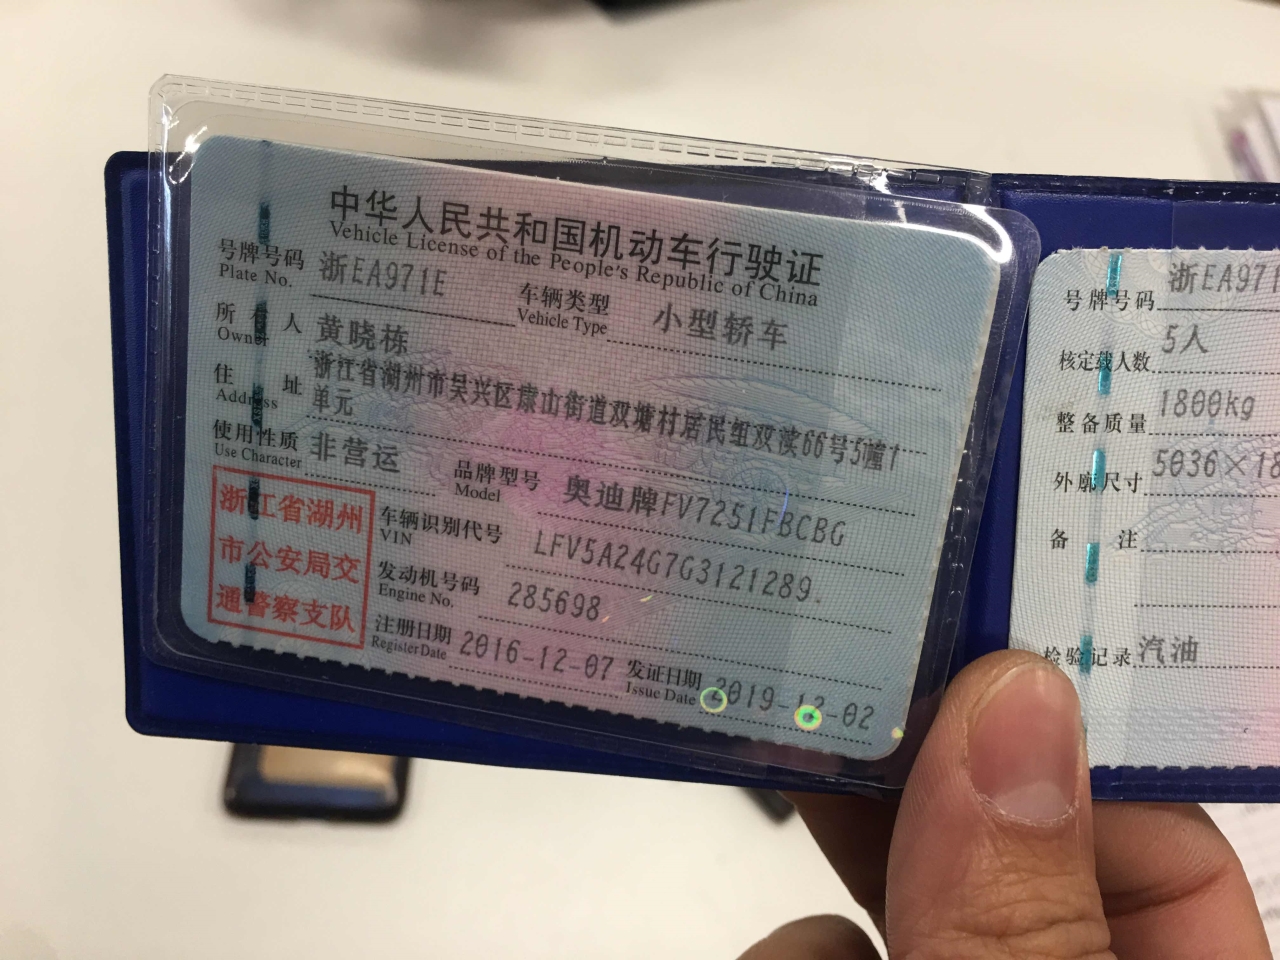 中华人民共和国机动车行驶证
Vehicle License of the People's Republic of China
号牌号码 浙EA971E 车辆类型 小型轿车
Plate No. Vehicle Type
所有人 黄晓栋
Owner
住址 浙江省湖州市吴兴区康山街道双塘村居民组双渎66号5幢1
Address 单元
使用性质 非营运 品牌型号 奥迪牌FV7251FBCBG
Use Character Model
浙江省湖州
市公安局交
通警察支队
车辆识别代号 LFV5A24G7G3121289.
VIN
发动机号码 285698
Engine No.
注册日期 2016-12-07 发证日期 2019-12-02
Register Date Issue Date
号牌号码 浙EA971
核定载人数 5人
整备质量 1800kg
外廓尺寸 5036×18
备注
检验记录 汽油